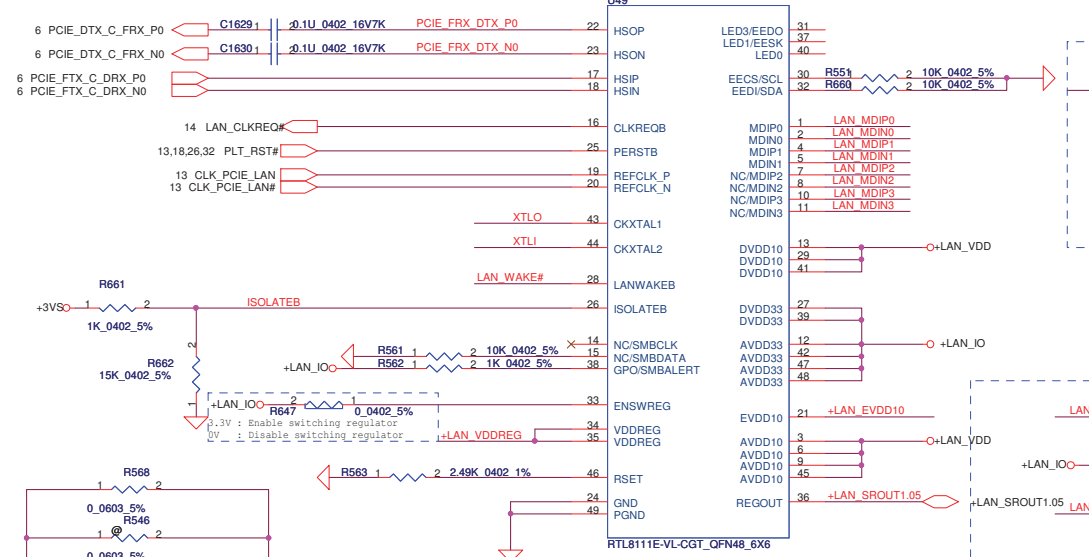 U49
6 PCIE_DTX_C_FRX_P0 C1629 1 2 0.1U_0402_16V7K PCIE_FRX_DTX_P0 22 HSOP
6 PCIE_DTX_C_FRX_N0 C1630 1 2 0.1U_0402_16V7K PCIE_FRX_DTX_N0 23 HSON
6 PCIE_FTX_C_DRX_P0 17 HSIP
6 PCIE_FTX_C_DRX_N0 18 HSIN
14 LAN_CLKREQ# 16 CLKREQB
13,18,26,32 PLT_RST# 25 PERSTB
13 CLK_PCIE_LAN 19 REFCLK_P
13 CLK_PCIE_LAN# 20 REFCLK_N
XTLO 43 CKXTAL1
XTLI 44 CKXTAL2
LAN_WAKE# 28 LANWAKEB
R661
+3VS 1 2 ISOLATEB 26 ISOLATEB
1K_0402_5%
R662 2
15K_0402_5%
1
14 NC/SMBCLK
R561 1 2 10K_0402_5% 15 NC/SMBDATA
+LAN_IO R562 1 2 1K_0402_5% 38 GPO/SMBALERT
+LAN_IO 2 1 33 ENSWREG
R647 0_0402_5%
3.3V : Enable switching regulator
0V : Disable switching regulator
34 VDDREG
+LAN_VDDREG 35 VDDREG
R563 1 2 2.49K_0402_1% 46 RSET
24 GND
49 PGND
R568
1 2
0_0603_5%
R546
1 @ 2
0_0603_5%
LED3/EEDO 31
LED1/EESK 37
LED0 40
EECS/SCL 30 R551 1 2 10K_0402_5%
EEDI/SDA 32 R660 1 2 10K_0402_5%
MDIP0 1 LAN_MDIP0
MDIN0 2 LAN_MDIN0
MDIP1 4 LAN_MDIP1
MDIN1 5 LAN_MDIN1
NC/MDIP2 7 LAN_MDIP2
NC/MDIN2 8 LAN_MDIN2
NC/MDIP3 10 LAN_MDIP3
NC/MDIN3 11 LAN_MDIN3
DVDD10 13 +LAN_VDD
DVDD10 29
DVDD10 41
DVDD33 27
DVDD33 39
AVDD33 12 +LAN_IO
AVDD33 42
AVDD33 47
AVDD33 48
EVDD10 21 +LAN_EVDD10
AVDD10 3 +LAN_VDD
AVDD10 6
AVDD10 9
AVDD10 45
REGOUT 36 +LAN_SROUT1.05
RTL8111E-VL-CGT_QFN48_6X6
LAN
+LAN_IO
+LAN_SROUT1.05 LAN